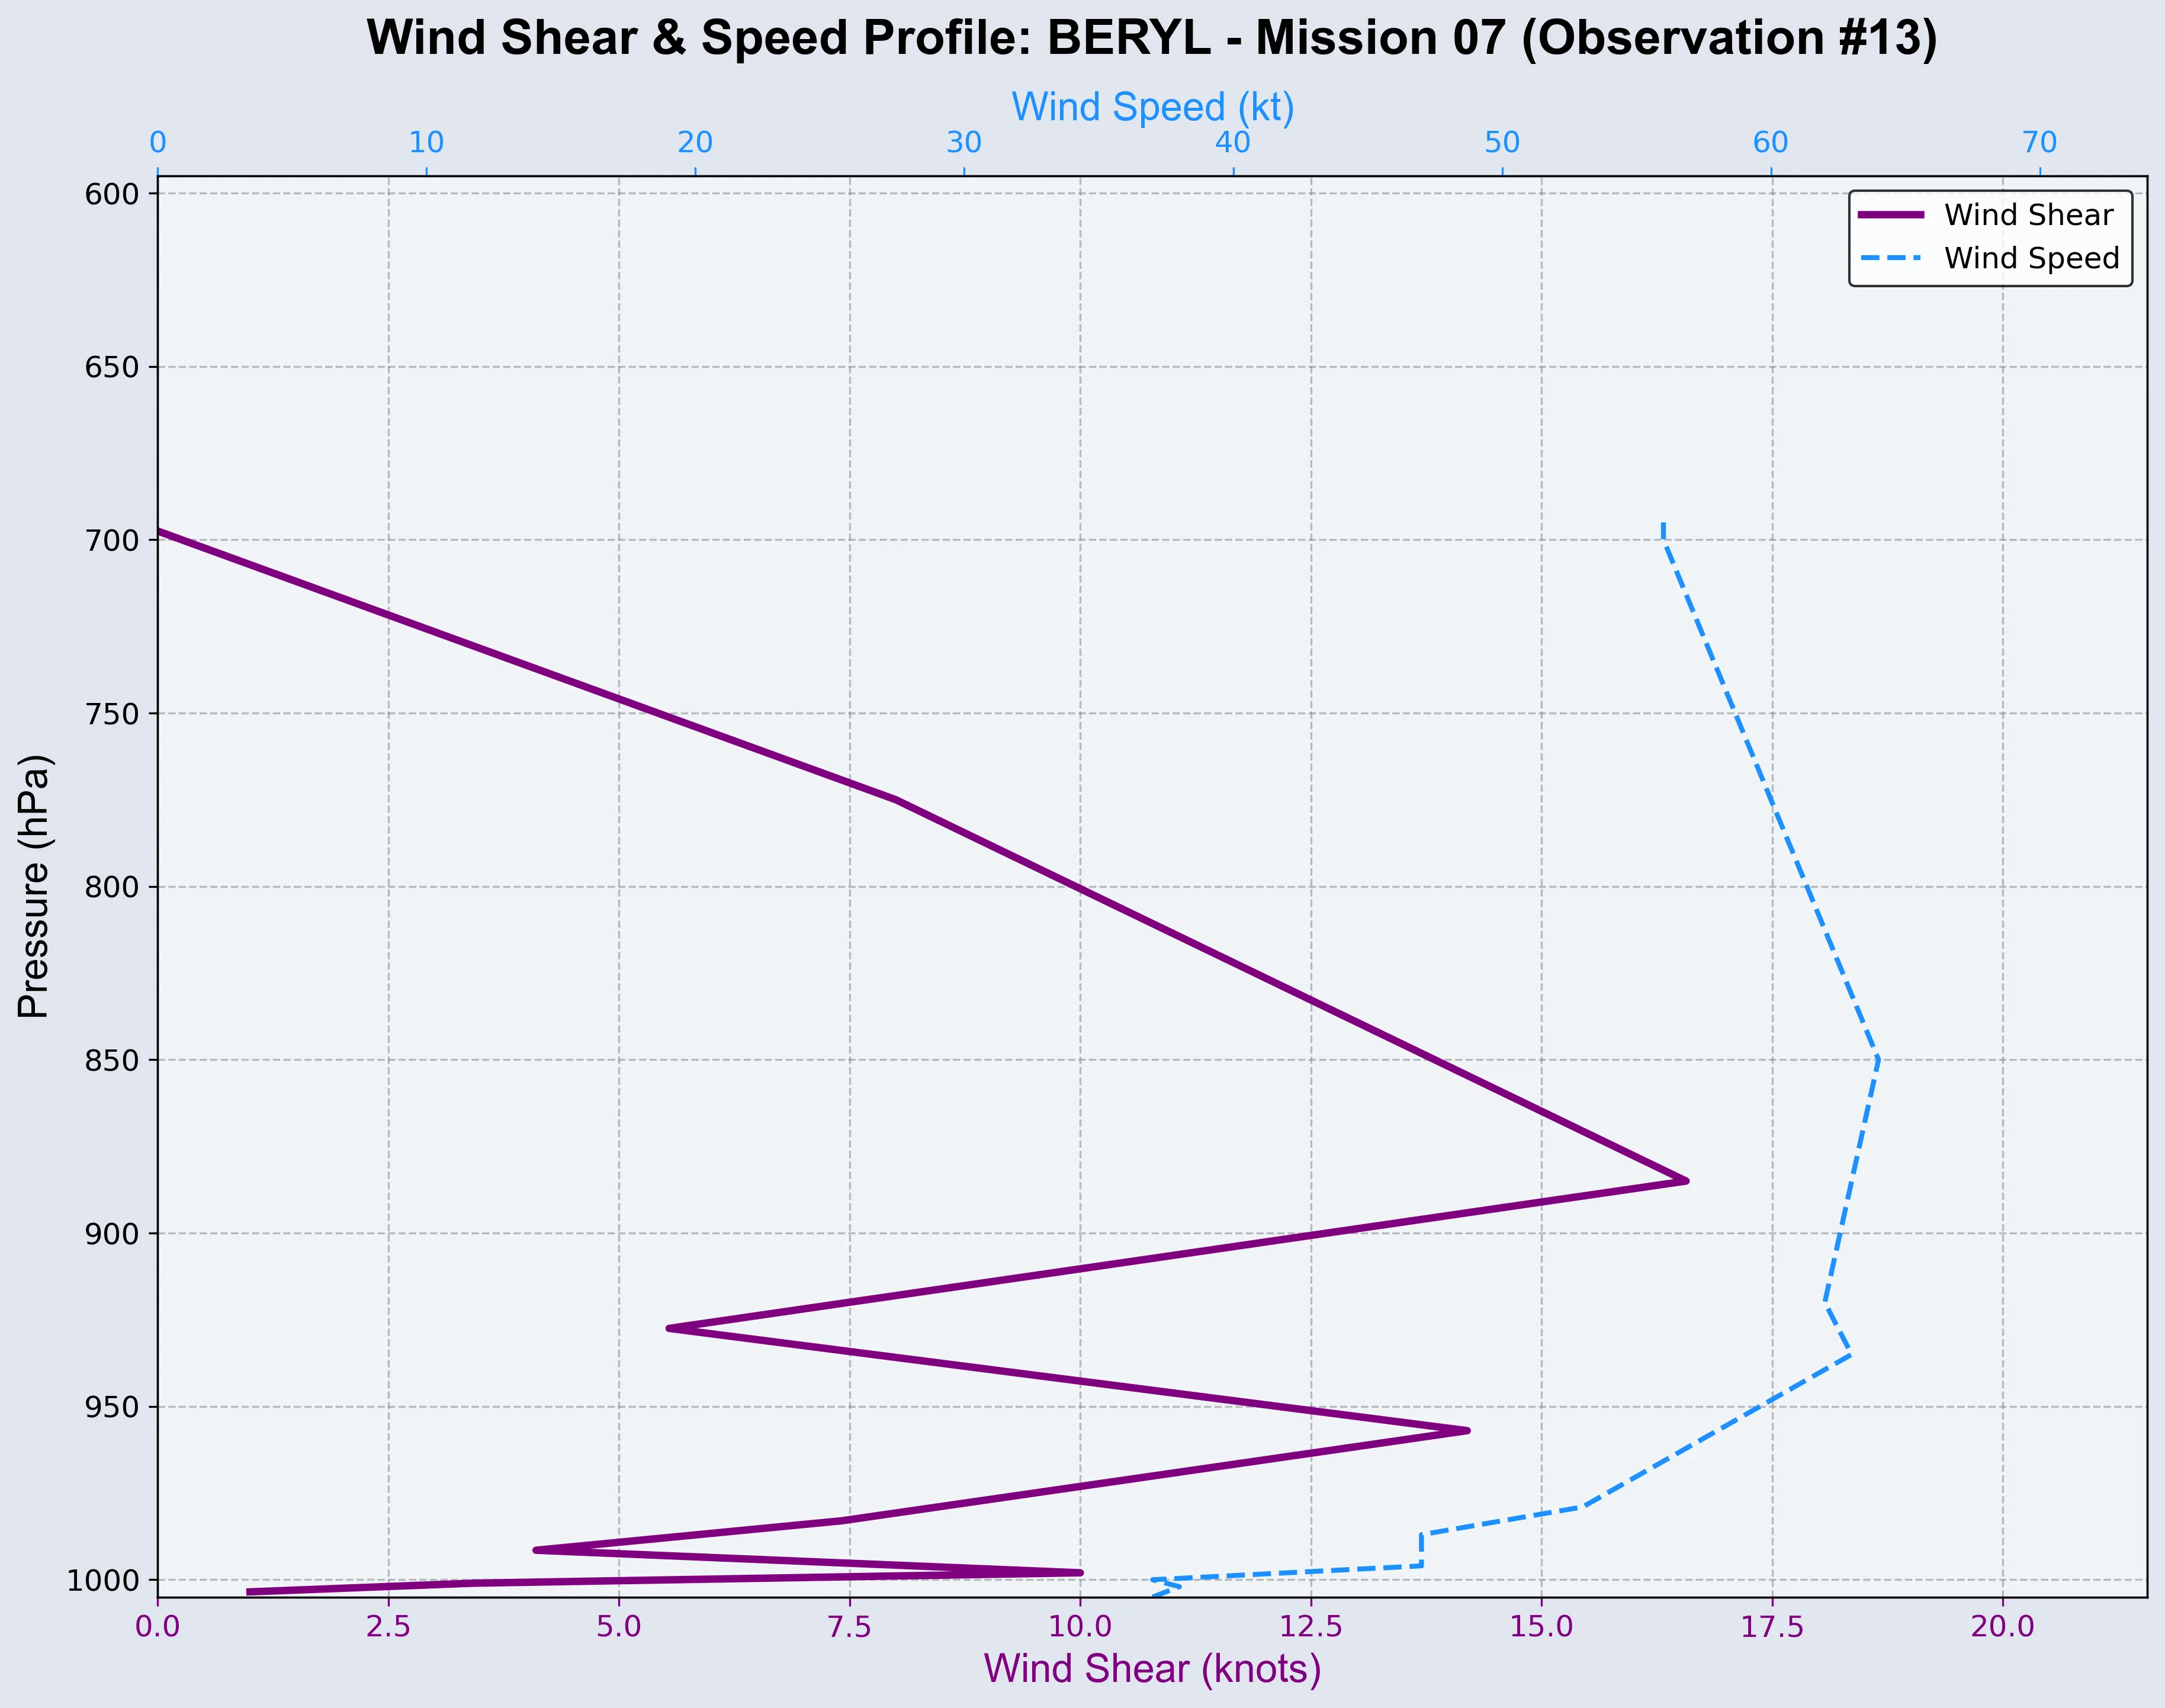 Wind Shear & Speed Profile: BERYL - Mission 07 (Observation #13)
Wind Speed (kt)
0 10 20 30 40 50 60 70
Wind Shear
Wind Speed
600
650
700
750
800
850
900
950
1000
Pressure (hPa)
0.0 2.5 5.0 7.5 10.0 12.5 15.0 17.5 20.0
Wind Shear (knots)